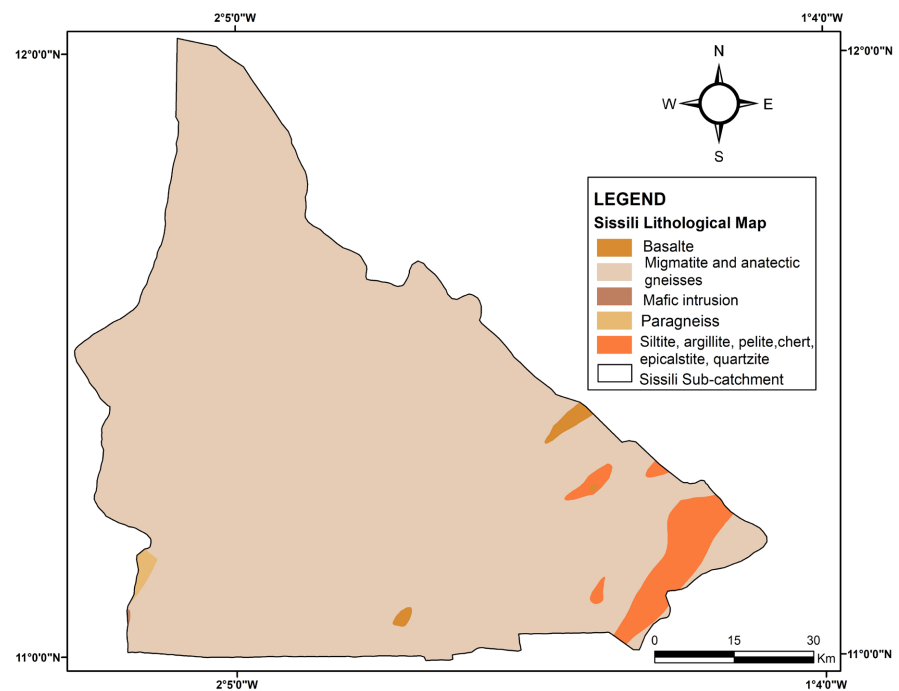 2°5'0"W
1°4'0"W
12°0'0"N
12°0'0"N
N
W
E
S
LEGEND
Sissili Lithological Map
Basalte
Migmatite and anatectic
gneisses
Mafic intrusion
Paragneiss
Siltite, argillite, pelite,chert,
epicalstite, quartzite
Sissili Sub-catchment
0
15
30
Km
11°0'0"N
11°0'0"N
2°5'0"W
1°4'0"W